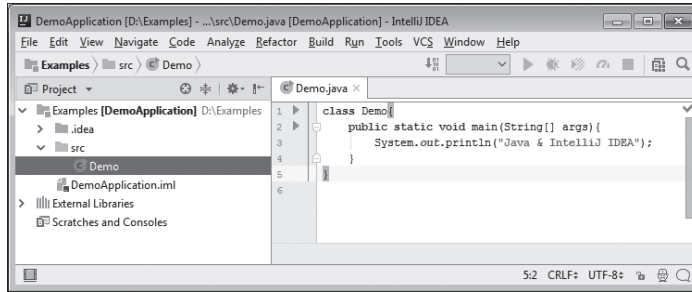 DemoApplication [D:\Examples] - ...\src\Demo.java [DemoApplication] - IntelliJ IDEA
File Edit View Navigate Code Analyze Refactor Build Run Tools VCS Window Help
Examples src Demo
Project
Demo.java
Examples [DemoApplication] D:\Examples
.idea
src
Demo
DemoApplication.iml
External Libraries
Scratches and Consoles
1 class Demo{
2 public static void main(String[] args){
3 System.out.println("Java & IntelliJ IDEA");
4 }
5 }
6
5:2 CRLF UTF-8